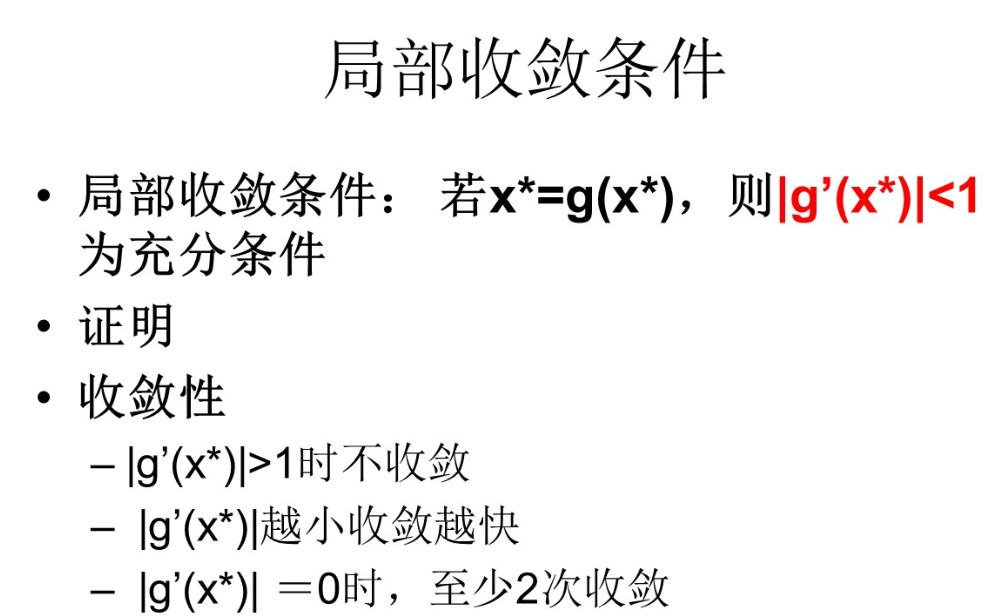 局部收敛条件
• 局部收敛条件： 若x*=g(x*)，则|g’(x*)|<1
为充分条件
• 证明
• 收敛性
– |g’(x*)|>1时不收敛
– |g’(x*)|越小收敛越快
– |g’(x*)| ＝0时，至少2次收敛